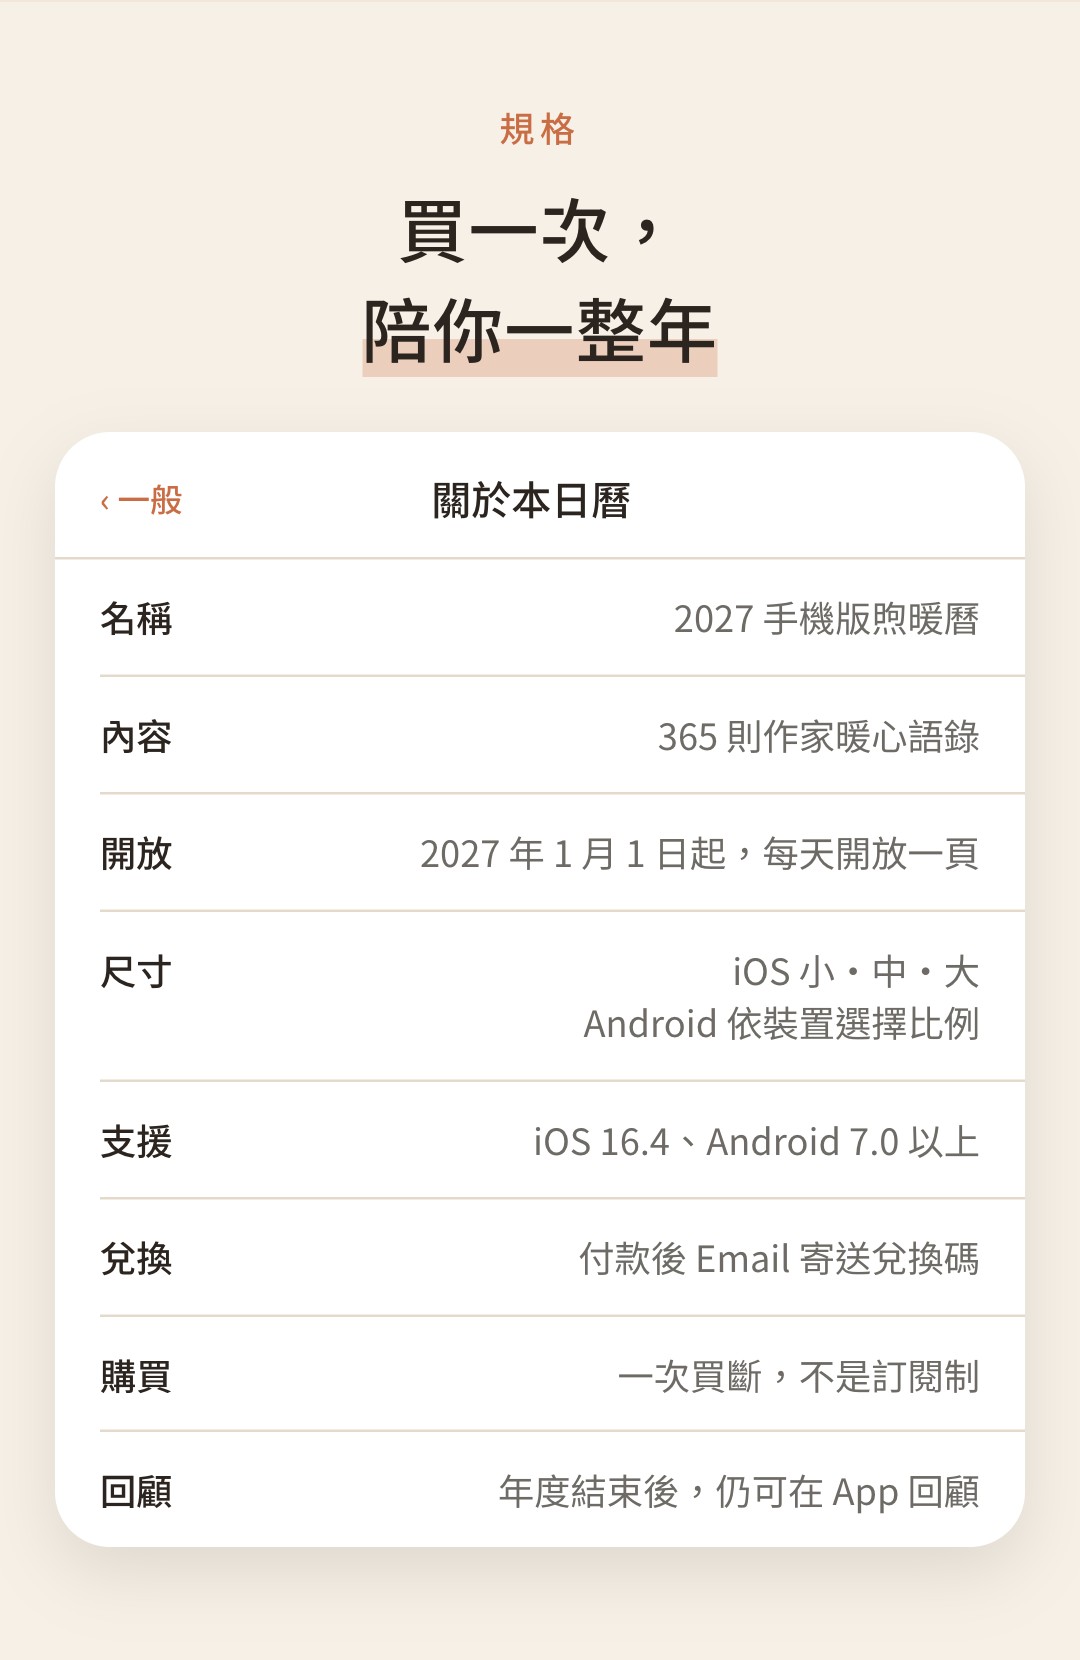 規格
買一次，
陪你一整年
‹ 一般
關於本日曆
名稱
2027 手機版煦暖曆
內容
365 則作家暖心語錄
開放
2027 年 1 月 1 日起，每天開放一頁
尺寸
iOS 小・中・大
Android 依裝置選擇比例
支援
iOS 16.4、Android 7.0 以上
兌換
付款後 Email 寄送兌換碼
購買
一次買斷，不是訂閱制
回顧
年度結束後，仍可在 App 回顧